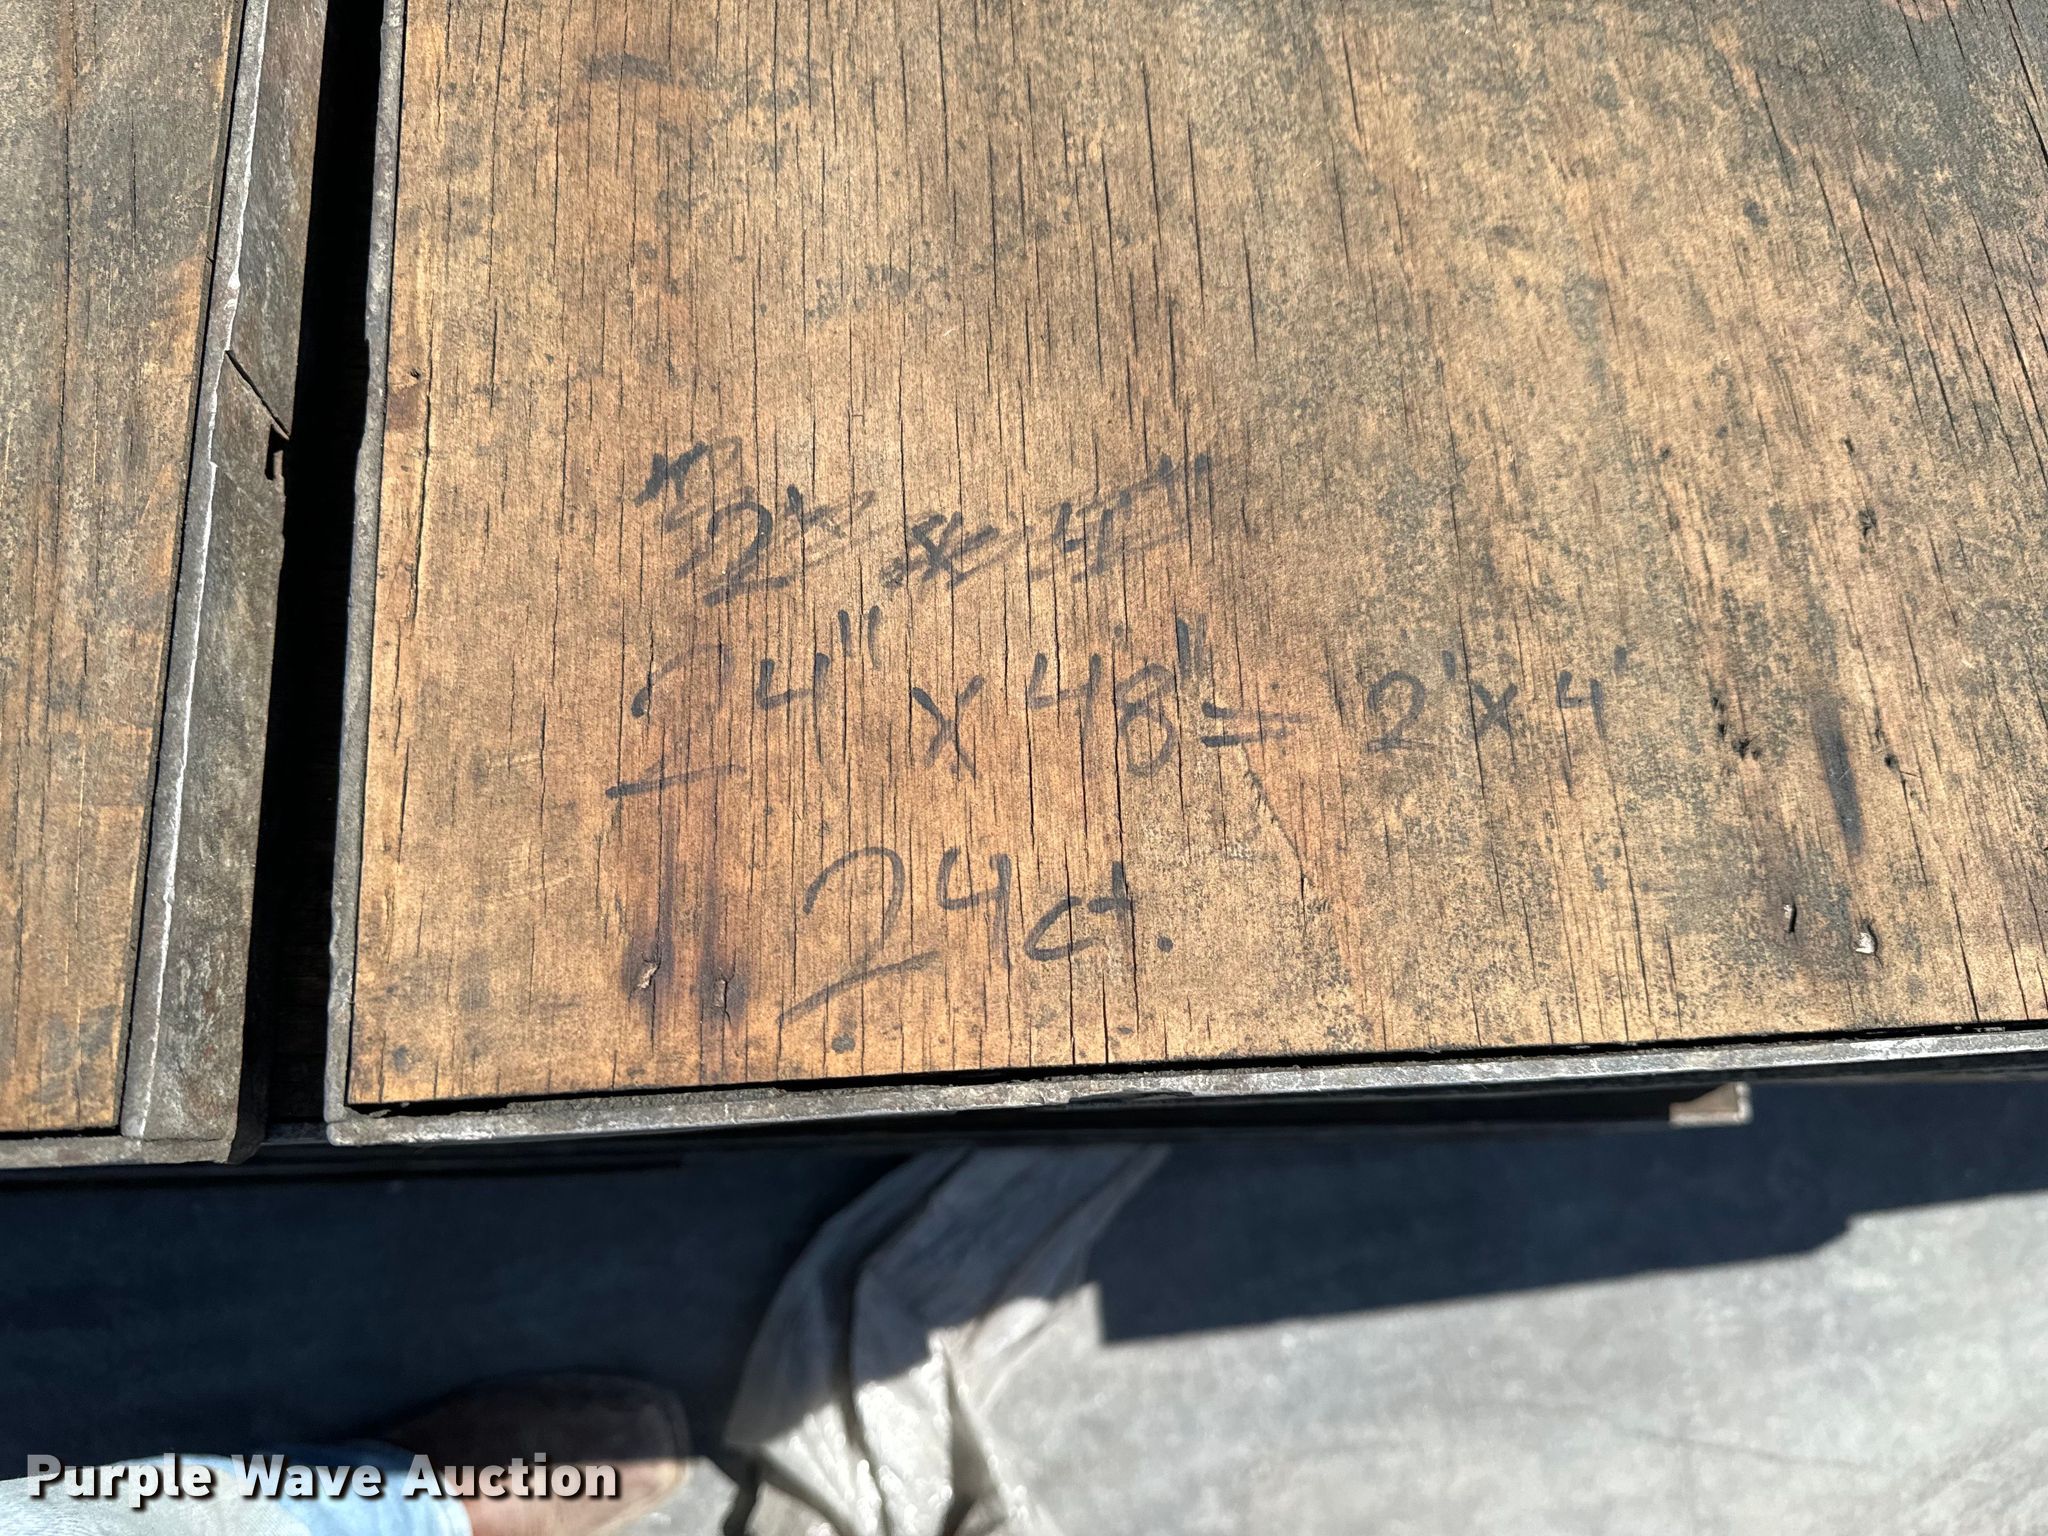 24" x 48" = 2' x 4'
24 ct.
Purple Wave Auction